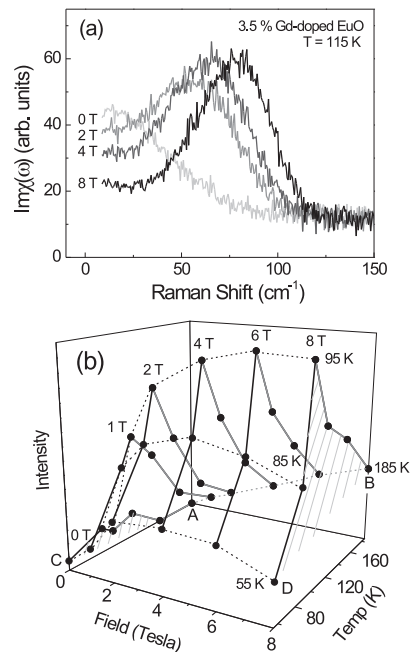 (a)
3.5 % Gd-doped EuO
T = 115 K
60
40
20
0
Imχ(ω) (arb. units)
0 T
2 T
4 T
8 T
0
50
100
150
Raman Shift (cm⁻¹)
(b)
8 T
6 T
4 T
95 K
2 T
1 T
85 K
185 K
B
A
0 T
C
55 K
D
Intensity
0
2
4
6
8
Field (Tesla)
80
120
160
Temp (K)